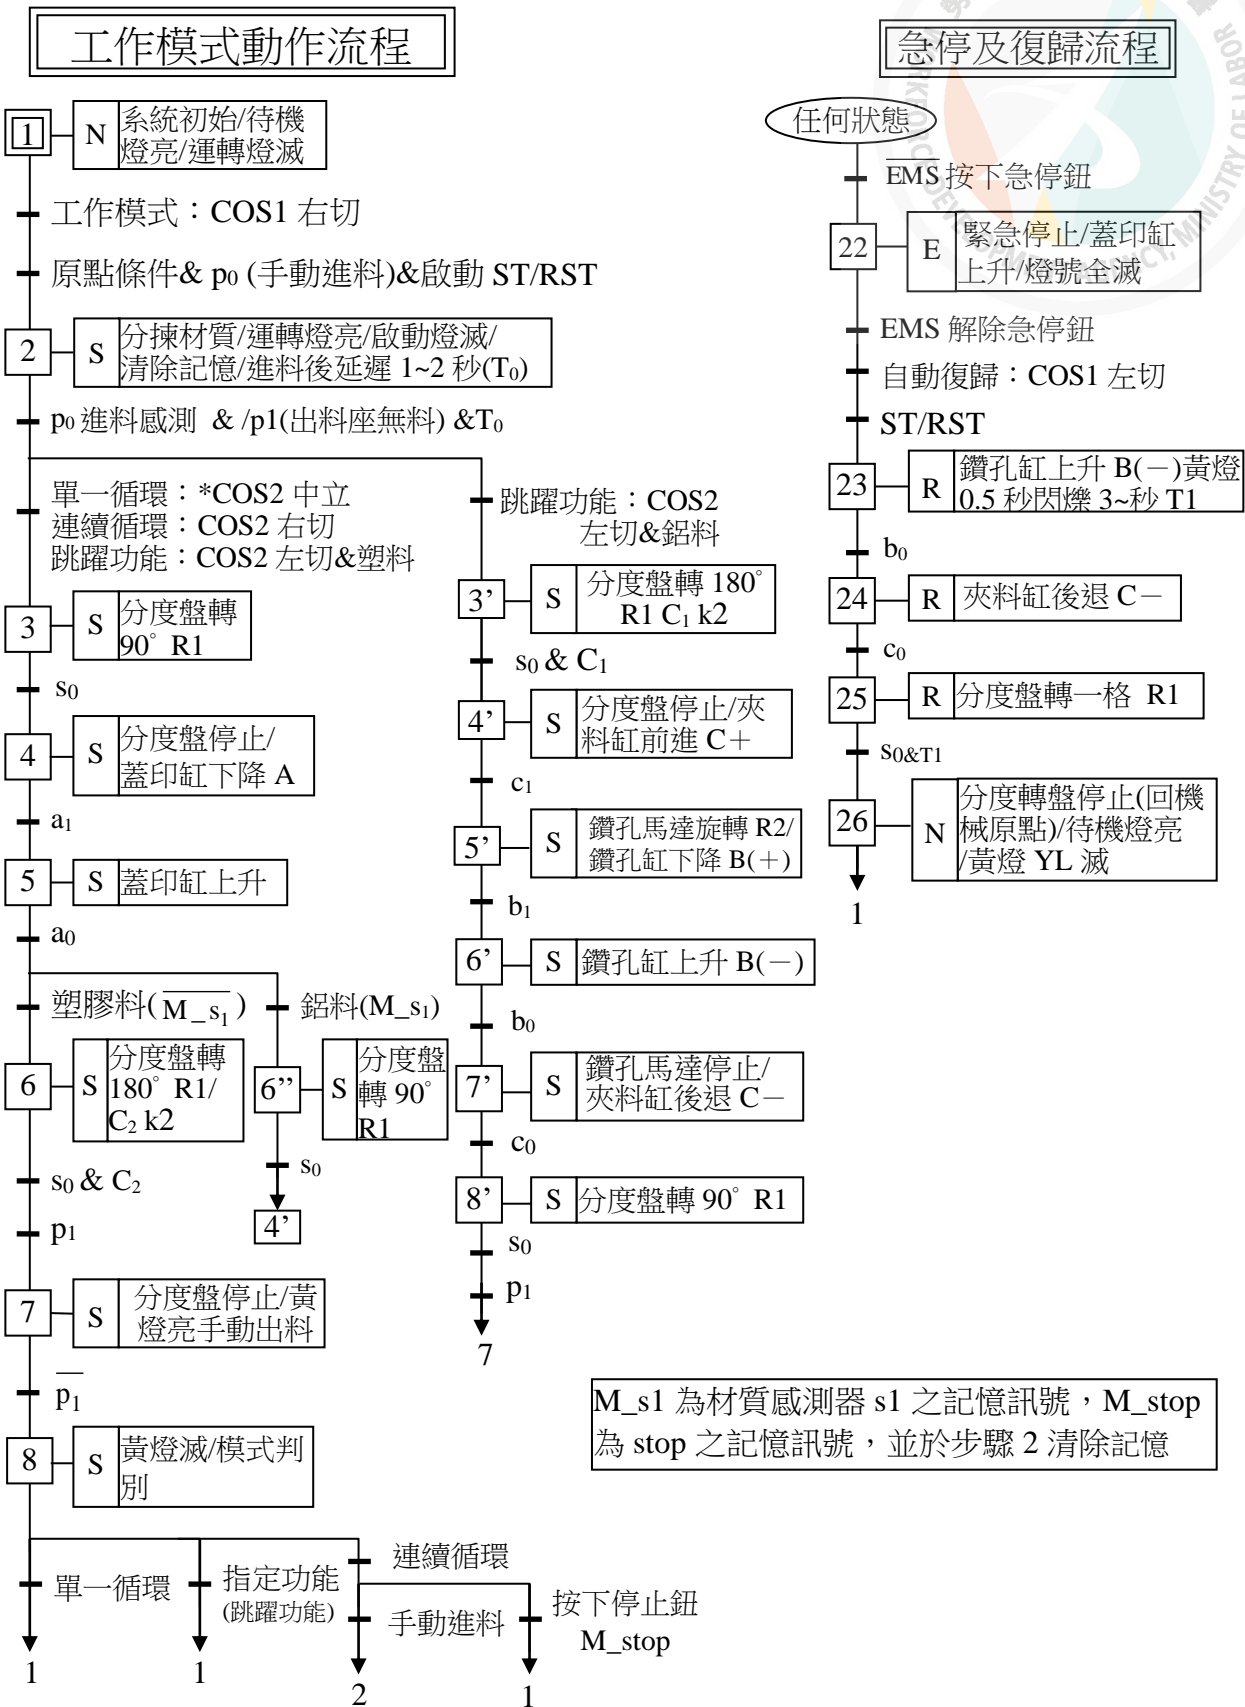 工作模式動作流程
1
N
系統初始/待機
燈亮/運轉燈滅
工作模式：COS1 右切
原點條件& p0 (手動進料)&啟動 ST/RST
2
S
分揀材質/運轉燈亮/啟動燈滅/
清除記憶/進料後延遲 1~2 秒(T0)
p0 進料感測 & /p1(出料座無料) &T0
單一循環：*COS2 中立
連續循環：COS2 右切
跳躍功能：COS2 左切&塑料
3
S
分度盤轉
90° R1
s0
4
S
分度盤停止/
蓋印缸下降 A
a1
5
S
蓋印缸上升
a0
塑膠料(M_s1)
6
S
分度盤轉
180° R1/
C2 k2
s0 & C2
p1
7
S
分度盤停止/黃
燈亮手動出料
p1
8
S
黃燈滅/模式判
別
鋁料(M_s1)
6’’
S
分度盤
轉 90°
R1
s0
4’
跳躍功能：COS2
左切&鋁料
3’
S
分度盤轉 180°
R1 C1 k2
s0 & C1
4’
S
分度盤停止/夾
料缸前進 C＋
c1
5’
S
鑽孔馬達旋轉 R2/
鑽孔缸下降 B(＋)
b1
6’
S
鑽孔缸上升 B(－)
b0
7’
S
鑽孔馬達停止/
夾料缸後退 C－
c0
8’
S
分度盤轉 90° R1
s0
p1
7
單一循環
1
指定功能
(跳躍功能)
1
連續循環
手動進料
2
按下停止鈕
M_stop
1
急停及復歸流程
任何狀態
EMS 按下急停鈕
22
E
緊急停止/蓋印缸
上升/燈號全滅
EMS 解除急停鈕
自動復歸：COS1 左切
ST/RST
23
R
鑽孔缸上升 B(－)黃燈
0.5 秒閃爍 3~秒 T1
b0
24
R
夾料缸後退 C－
c0
25
R
分度盤轉一格 R1
s0&T1
26
N
分度轉盤停止(回機
械原點)/待機燈亮
/黃燈 YL 滅
1
M_s1 為材質感測器 s1 之記憶訊號，M_stop
為 stop 之記憶訊號，並於步驟 2 清除記憶